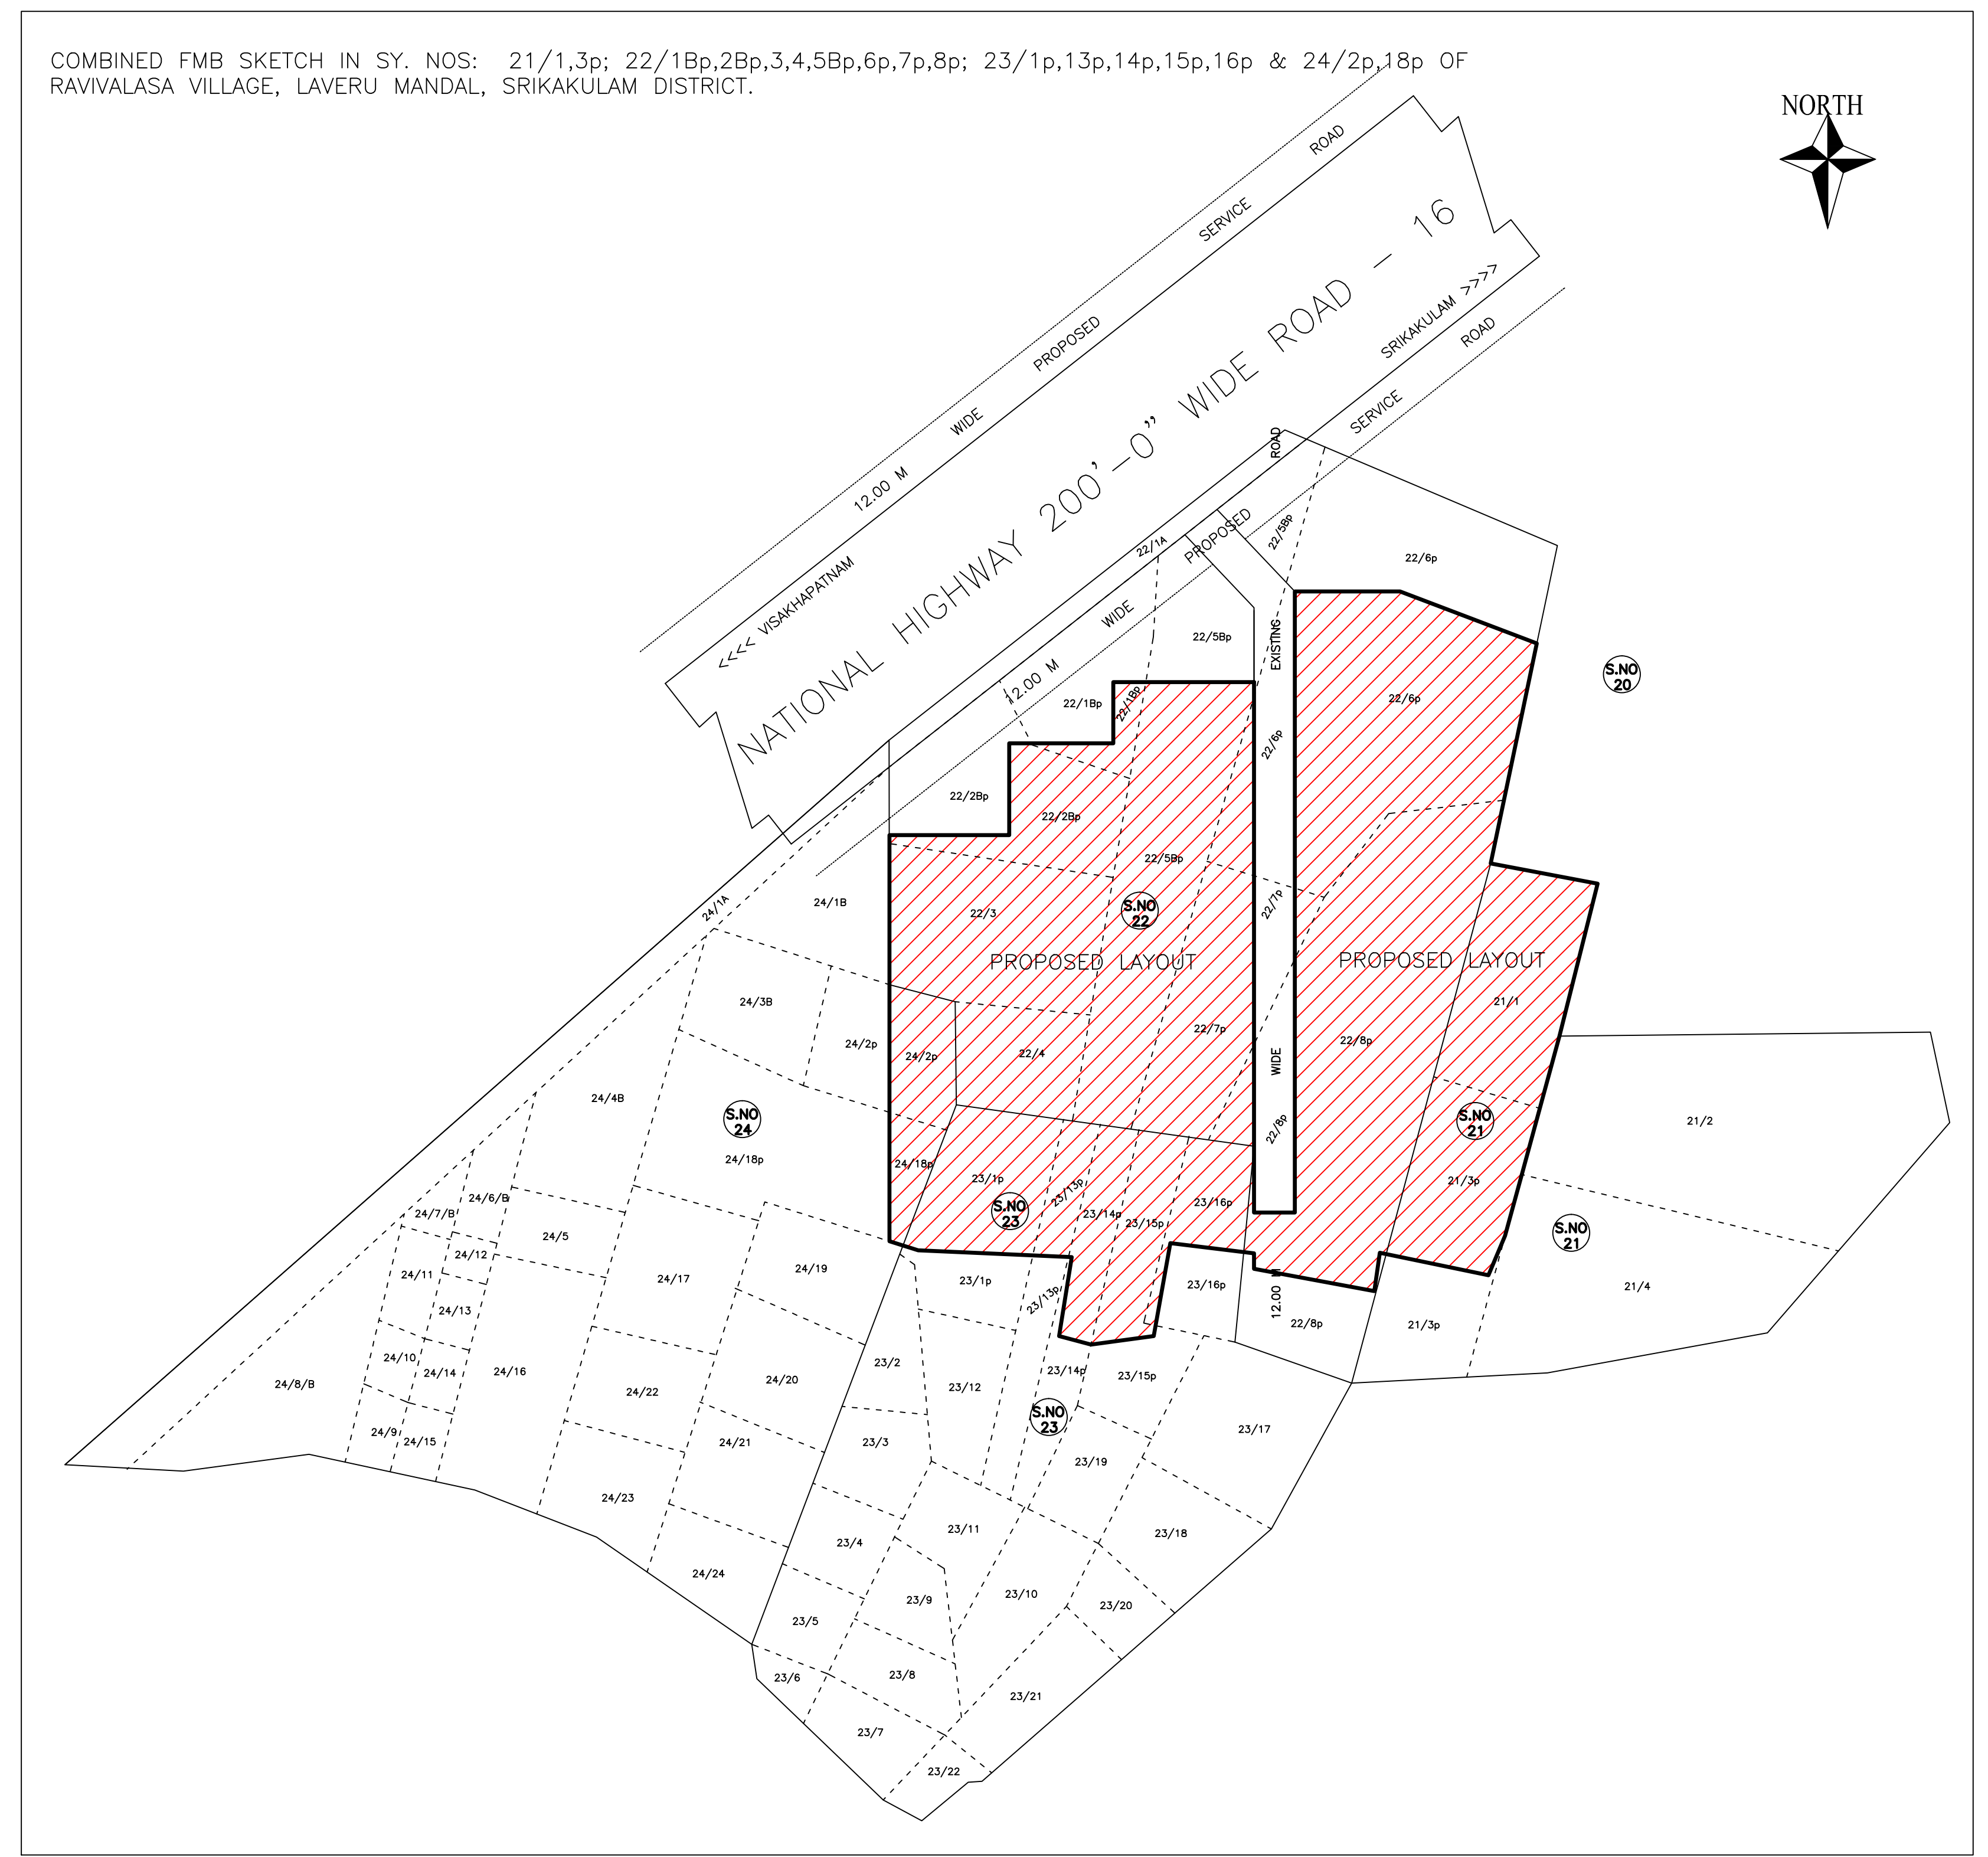 COMBINED FMB SKETCH IN SY. NOS: 21/1,3p; 22/1Bp,2Bp,3,4,5Bp,6p,7p,8p; 23/1p,13p,14p,15p,16p & 24/2p,18p OF
RAVIVALASA VILLAGE, LAVERU MANDAL, SRIKAKULAM DISTRICT.
NORTH
12.00 M WIDE PROPOSED SERVICE ROAD
<<<< VISAKHAPATNAM
NATIONAL HIGHWAY 200'-0" WIDE ROAD - 16
SRIKAKULAM >>>>
12.00 M WIDE PROPOSED SERVICE ROAD
12.00 M WIDE EXISTING ROAD
22/1A
22/5Bp
22/6p
22/5Bp
S.NO
20
22/1Bp
22/1Bp
22/6p
22/6p
22/2Bp
22/2Bp
22/5Bp
24/1A
24/1B
22/3
S.NO
22
22/7p
PROPOSED LAYOUT
PROPOSED LAYOUT
24/3B
21/1
24/2p
24/2p
22/4
22/7p
22/8p
24/4B
S.NO
24
22/8p
S.NO
21
21/2
24/18p
24/18p
23/1p
23/13p
23/16p
21/3p
24/6/B
24/7/B
S.NO
23
23/14p
23/15p
S.NO
21
24/5
24/12
24/11
24/17
24/19
23/1p
23/16p
21/4
23/13p
24/13
22/8p
21/3p
24/10
24/14
24/16
24/8/B
24/22
24/20
23/2
23/12
23/14p
23/15p
S.NO
23
24/9
24/15
24/21
23/3
23/17
23/19
24/23
23/4
23/11
23/18
24/24
23/9
23/10
23/20
23/5
23/6
23/8
23/21
23/7
23/22